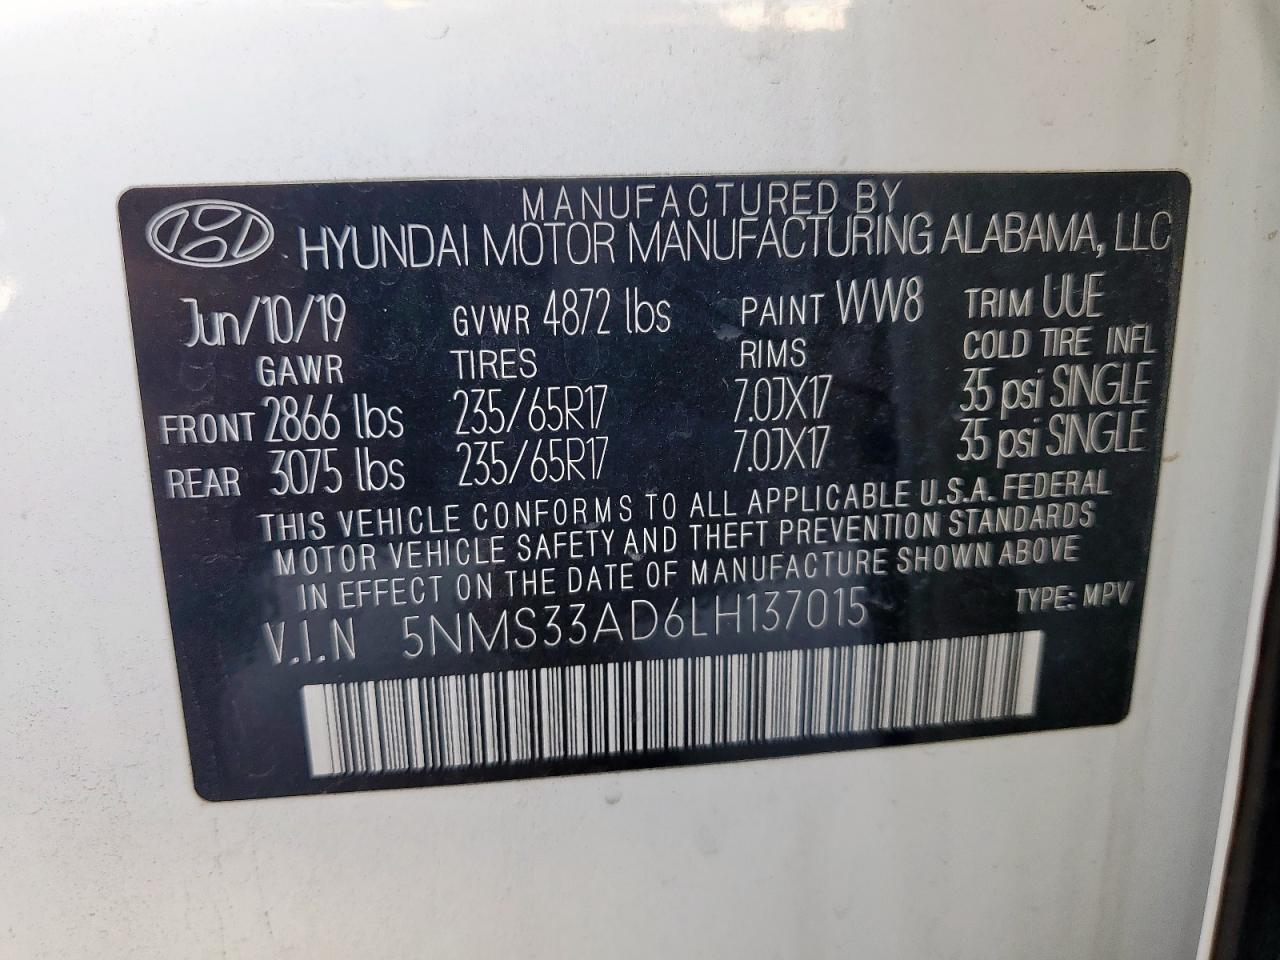 MANUFACTURED BY
HYUNDAI MOTOR MANUFACTURING ALABAMA, LLC
Jun/10/19 GVWR 4872 lbs PAINT WW8 TRIM UUE
GAWR TIRES RIMS COLD TIRE INFL
FRONT 2866 lbs 235/65R17 7.0JX17 35 psi SINGLE
REAR 3075 lbs 235/65R17 7.0JX17 35 psi SINGLE
THIS VEHICLE CONFORMS TO ALL APPLICABLE U.S.A. FEDERAL
MOTOR VEHICLE SAFETY AND THEFT PREVENTION STANDARDS
IN EFFECT ON THE DATE OF MANUFACTURE SHOWN ABOVE
V.I.N 5NMS33AD6LH137015 TYPE: MPV